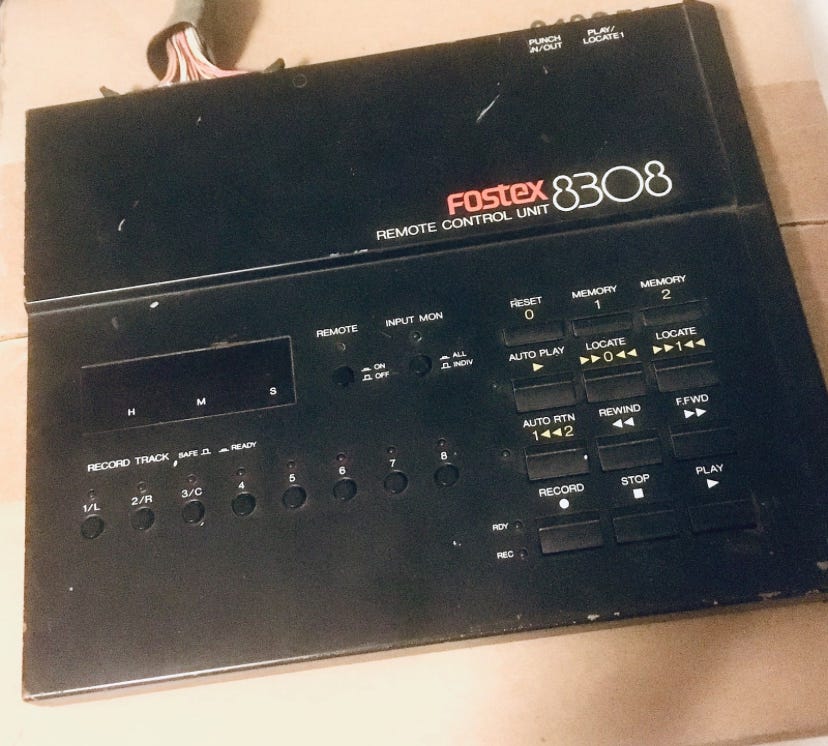 PUNCH
IN/OUT
PLAY/
LOCATE 1
FOSTEX 8308
REMOTE CONTROL UNIT
RESET
0
MEMORY
1
MEMORY
2
REMOTE
ON
OFF
INPUT MON
ALL
INDIV
AUTO PLAY
▶
LOCATE
▶▶0◀◀
LOCATE
▶▶1◀◀
H M S
AUTO RTN
1◀◀2
REWIND
◀◀
F.FWD
▶▶
RECORD TRACK SAFE READY
1/L 2/R 3/C 4 5 6 7 8
RECORD
●
STOP
■
PLAY
▶
RDY
REC